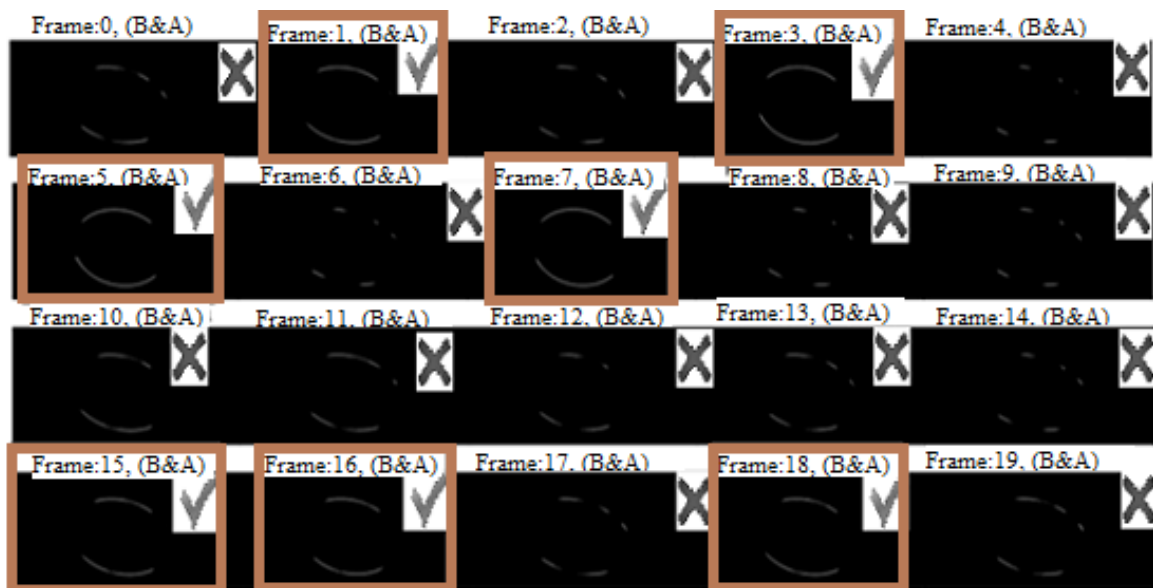 Frame:0, (B&A)
Frame:1, (B&A)
Frame:2, (B&A)
Frame:3, (B&A)
Frame:4, (B&A)
Frame:5, (B&A)
Frame:6, (B&A)
Frame:7, (B&A)
Frame:8, (B&A)
Frame:9, (B&A)
Frame:10, (B&A)
Frame:11, (B&A)
Frame:12, (B&A)
Frame:13, (B&A)
Frame:14, (B&A)
Frame:15, (B&A)
Frame:16, (B&A)
Frame:17, (B&A)
Frame:18, (B&A)
Frame:19, (B&A)